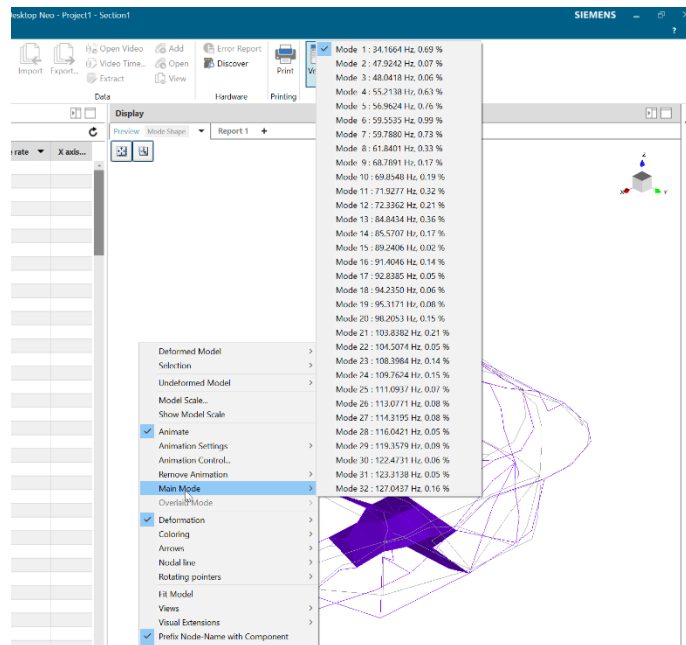 Desktop Neo - Project1 - Section1
SIEMENS
?
Import
Export...
Open Video
Video Time...
Extract
Add
Open
View
Data
Error Report
Discover
Hardware
Print
Printing
Display
Preview Mode Shape
Report 1 +
rate
X axis...
Z
X
Y
Mode 1 : 34.1664 Hz, 0.69 %
Mode 2 : 47.9242 Hz, 0.07 %
Mode 3 : 48.0418 Hz, 0.06 %
Mode 4 : 55.2138 Hz, 0.63 %
Mode 5 : 56.9624 Hz, 0.76 %
Mode 6 : 59.5535 Hz, 0.99 %
Mode 7 : 59.7880 Hz, 0.73 %
Mode 8 : 61.8401 Hz, 0.33 %
Mode 9 : 68.7891 Hz, 0.17 %
Mode 10 : 69.8548 Hz, 0.19 %
Mode 11 : 71.9277 Hz, 0.32 %
Mode 12 : 72.3362 Hz, 0.21 %
Mode 13 : 84.8434 Hz, 0.36 %
Mode 14 : 85.5707 Hz, 0.17 %
Mode 15 : 89.2406 Hz, 0.02 %
Mode 16 : 91.4046 Hz, 0.14 %
Mode 17 : 92.8385 Hz, 0.05 %
Mode 18 : 94.2350 Hz, 0.06 %
Mode 19 : 95.3171 Hz, 0.08 %
Mode 20 : 98.2053 Hz, 0.15 %
Mode 21 : 103.8382 Hz, 0.21 %
Mode 22 : 104.5074 Hz, 0.05 %
Mode 23 : 108.3984 Hz, 0.14 %
Mode 24 : 109.7624 Hz, 0.15 %
Mode 25 : 111.0937 Hz, 0.07 %
Mode 26 : 113.0771 Hz, 0.08 %
Mode 27 : 114.3195 Hz, 0.08 %
Mode 28 : 116.0421 Hz, 0.05 %
Mode 29 : 119.3579 Hz, 0.09 %
Mode 30 : 122.4731 Hz, 0.06 %
Mode 31 : 123.3138 Hz, 0.05 %
Mode 32 : 127.0437 Hz, 0.16 %
Deformed Model
Selection
Undeformed Model
Model Scale...
Show Model Scale
Animate
Animation Settings
Animation Control...
Remove Animation
Main Mode
Overlaid Mode
Deformation
Coloring
Arrows
Nodal line
Rotating pointers
Fit Model
Views
Visual Extensions
Prefix Node-Name with Component